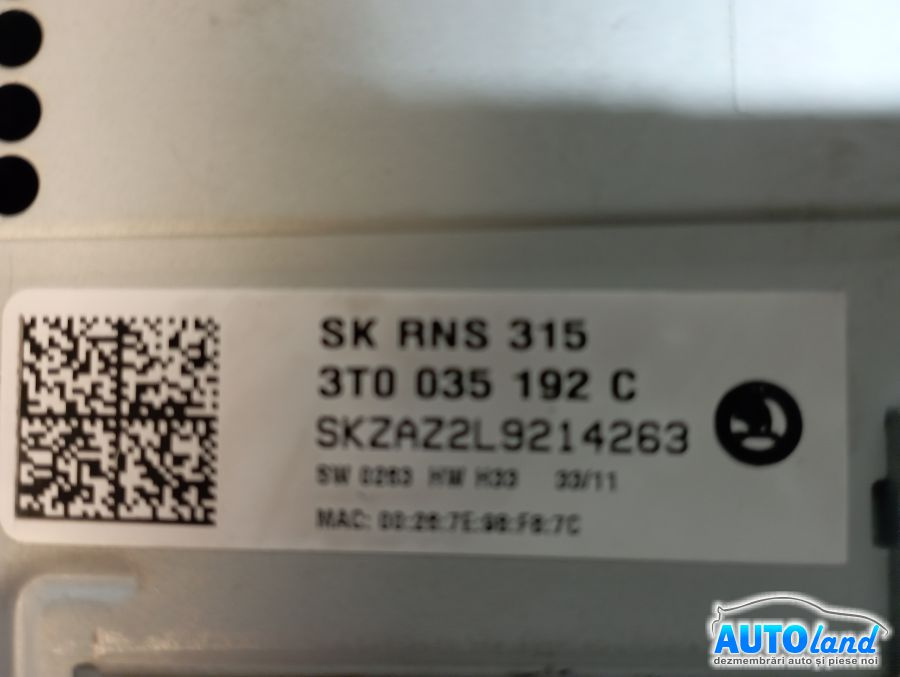 SK RNS 315
3T0 035 192 C
SKZAZ2L9214263
SW 0263 HW H33 33/11
MAC: 00:26:7E:98:F8:7C
AUTOland
dezmembrări auto și piese noi